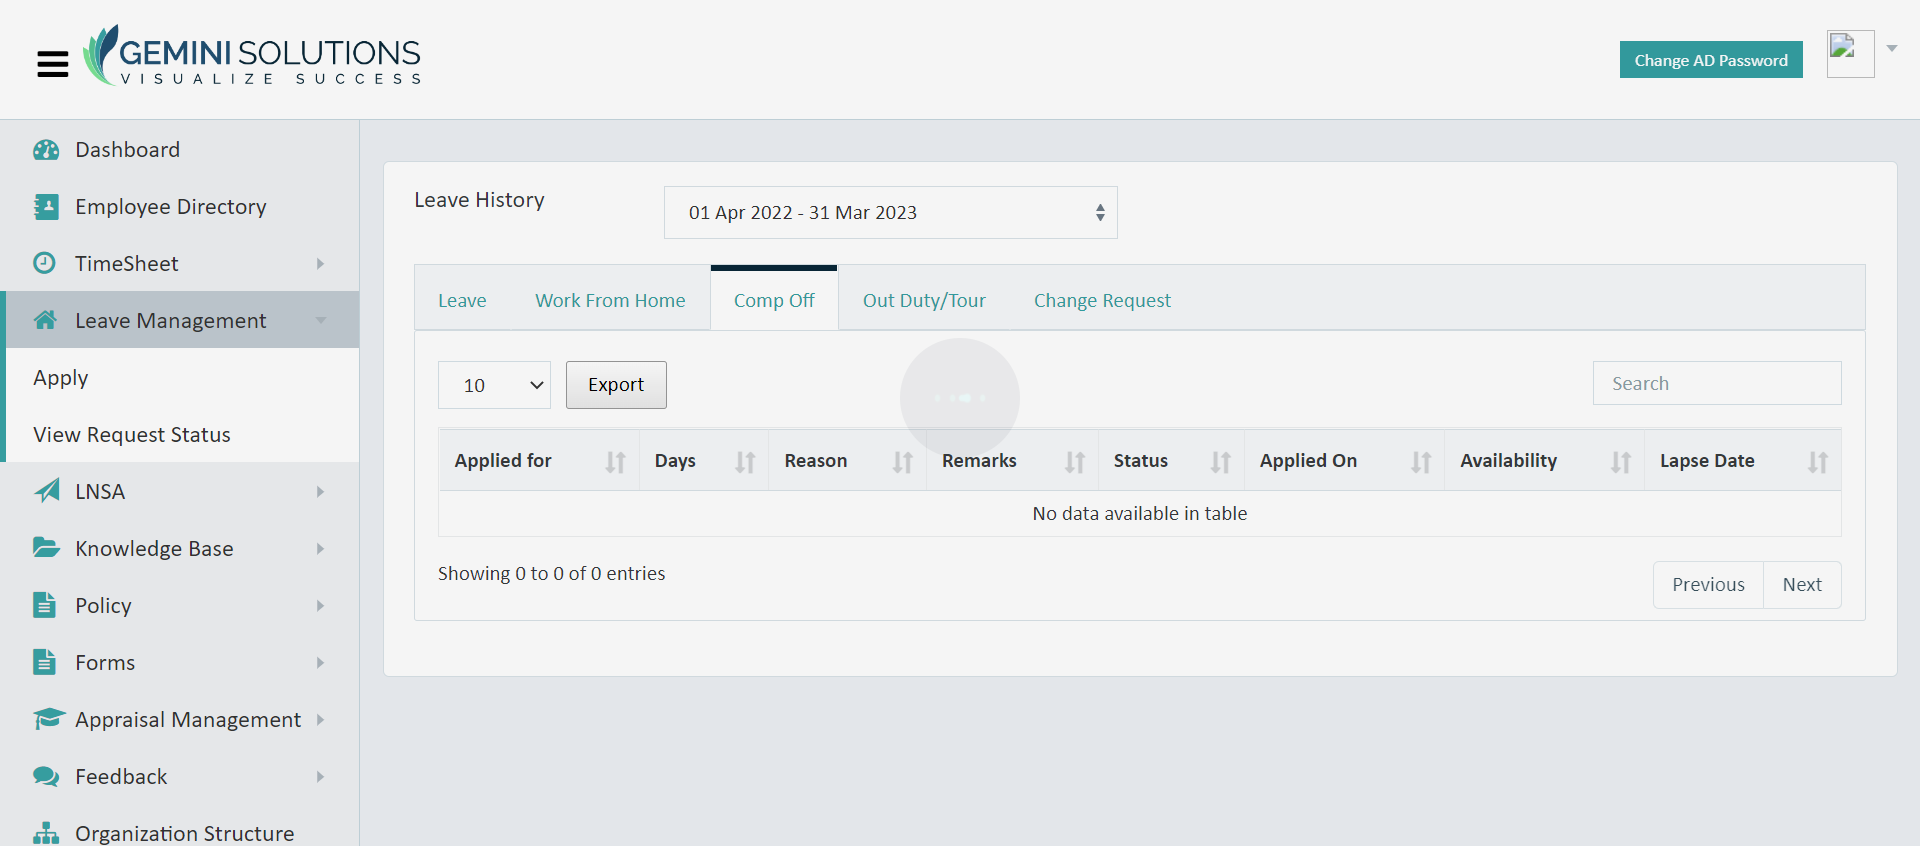 GEMINI SOLUTIONS
VISUALIZE SUCCESS
Change AD Password
Dashboard
Employee Directory
TimeSheet
Leave Management
Apply
View Request Status
LNSA
Knowledge Base
Policy
Forms
Appraisal Management
Feedback
Organization Structure
Leave History
01 Apr 2022 - 31 Mar 2023
Leave Work From Home Comp Off Out Duty/Tour Change Request
10 Export Search
Applied for Days Reason Remarks Status Applied On Availability Lapse Date
No data available in table
Showing 0 to 0 of 0 entries
Previous Next